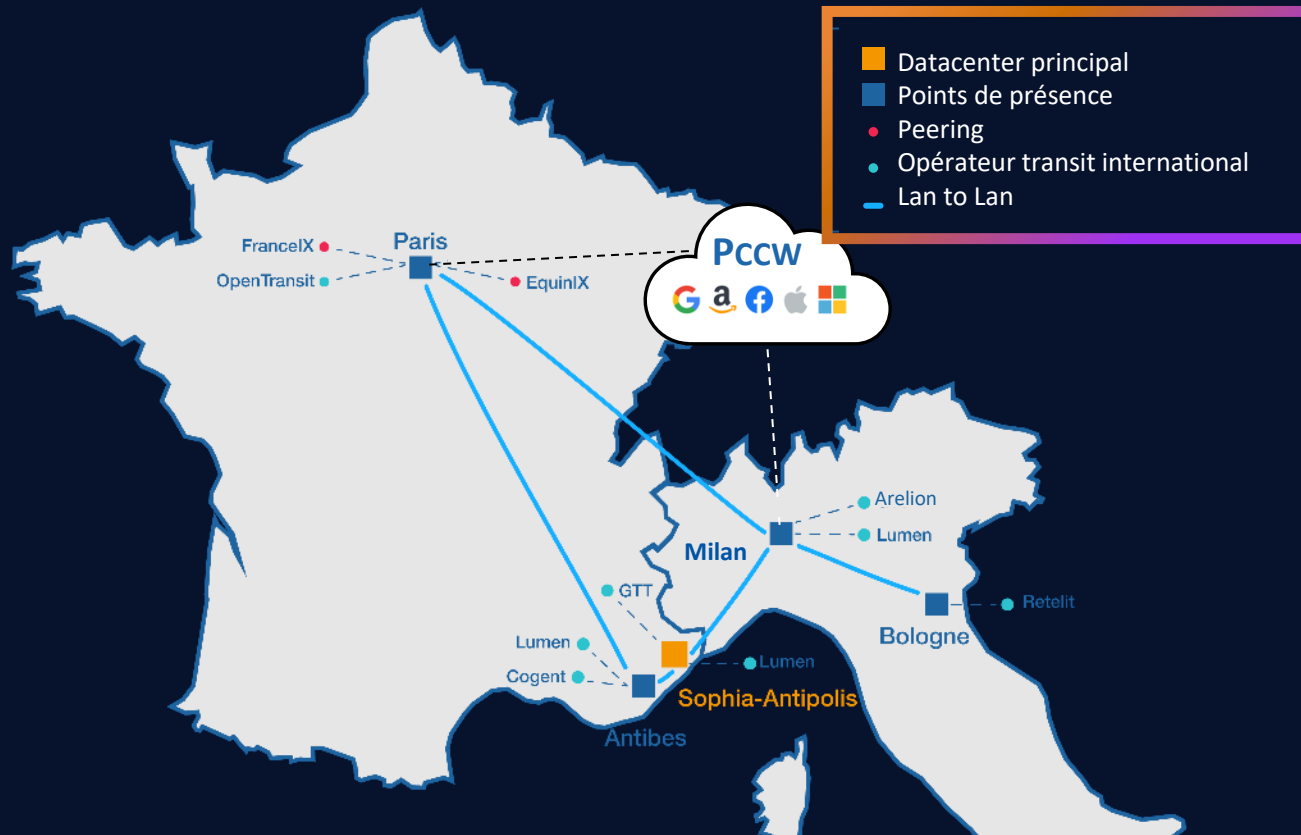 Datacenter principal
Points de présence
Peering
Opérateur transit international
Lan to Lan
Pccw
Paris
FranceIX
OpenTransit
EquinIX
Arelion
Lumen
Milan
GTT
Retelit
Bologne
Lumen
Cogent
Lumen
Sophia-Antipolis
Antibes